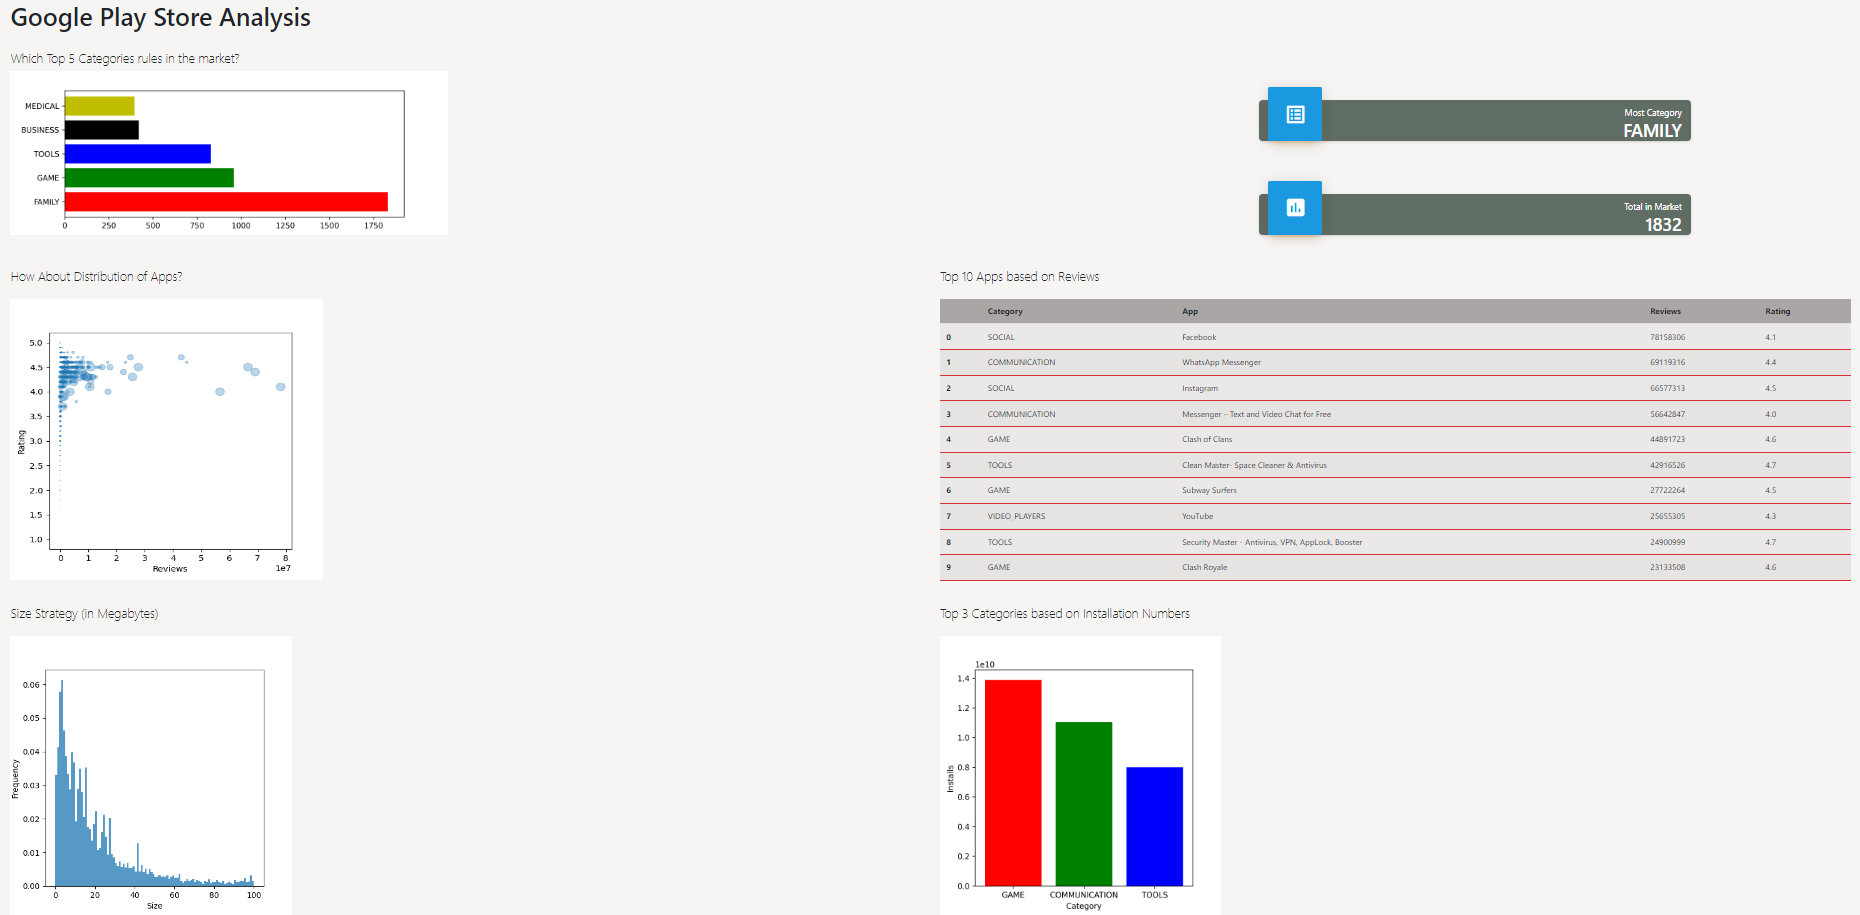 Google Play Store Analysis
Which Top 5 Categories rules in the market?
MEDICAL
BUSINESS
TOOLS
GAME
FAMILY
0 250 500 750 1000 1250 1500 1750
Most Category
FAMILY
Total in Market
1832
How About Distribution of Apps?
5.0
4.5
4.0
3.5
3.0
2.5
2.0
1.5
1.0
Rating
0 1 2 3 4 5 6 7 8
Reviews 1e7
Top 10 Apps based on Reviews
Category App Reviews Rating
0 SOCIAL Facebook 78158306 4.1
1 COMMUNICATION WhatsApp Messenger 69119316 4.4
2 SOCIAL Instagram 66577313 4.5
3 COMMUNICATION Messenger – Text and Video Chat for Free 56642847 4.0
4 GAME Clash of Clans 44891723 4.6
5 TOOLS Clean Master- Space Cleaner & Antivirus 42916526 4.7
6 GAME Subway Surfers 27722264 4.5
7 VIDEO_PLAYERS YouTube 25655305 4.3
8 TOOLS Security Master - Antivirus, VPN, AppLock, Booster 24900999 4.7
9 GAME Clash Royale 23133508 4.6
Size Strategy (in Megabytes)
0.06
0.05
0.04
0.03
0.02
0.01
0.00
Frequency
0 20 40 60 80 100
Size
Top 3 Categories based on Installation Numbers
1e10
1.4
1.2
1.0
0.8
0.6
0.4
0.2
0.0
Installs
GAME COMMUNICATION TOOLS
Category